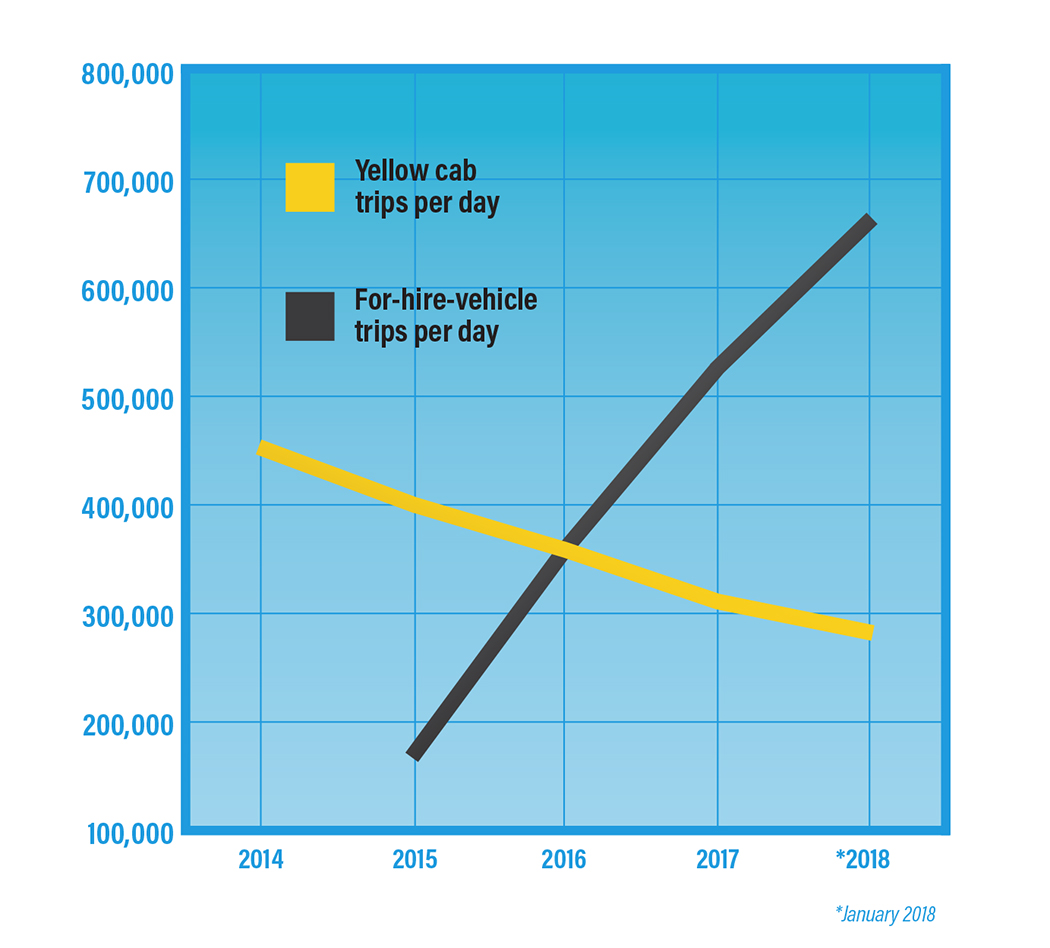 800,000
700,000
600,000
500,000
400,000
300,000
200,000
100,000
Yellow cab
trips per day
For-hire-vehicle
trips per day
2014 2015 2016 2017 *2018
*January 2018